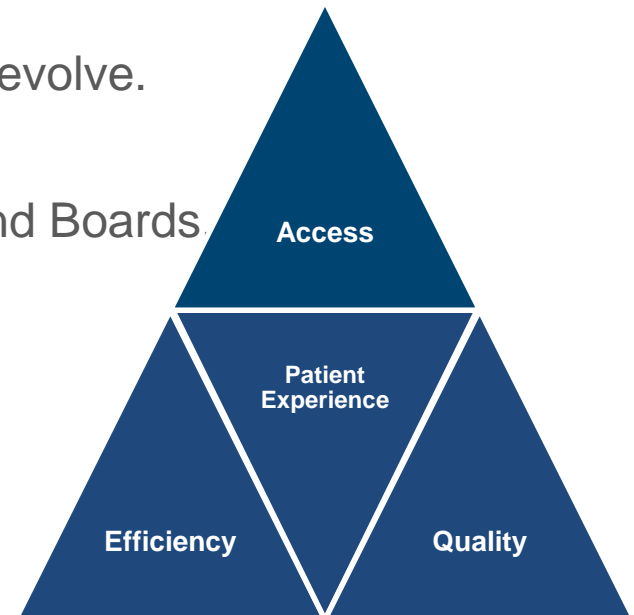 evolve.
nd Boards.
Access
Patient
Experience
Efficiency
Quality